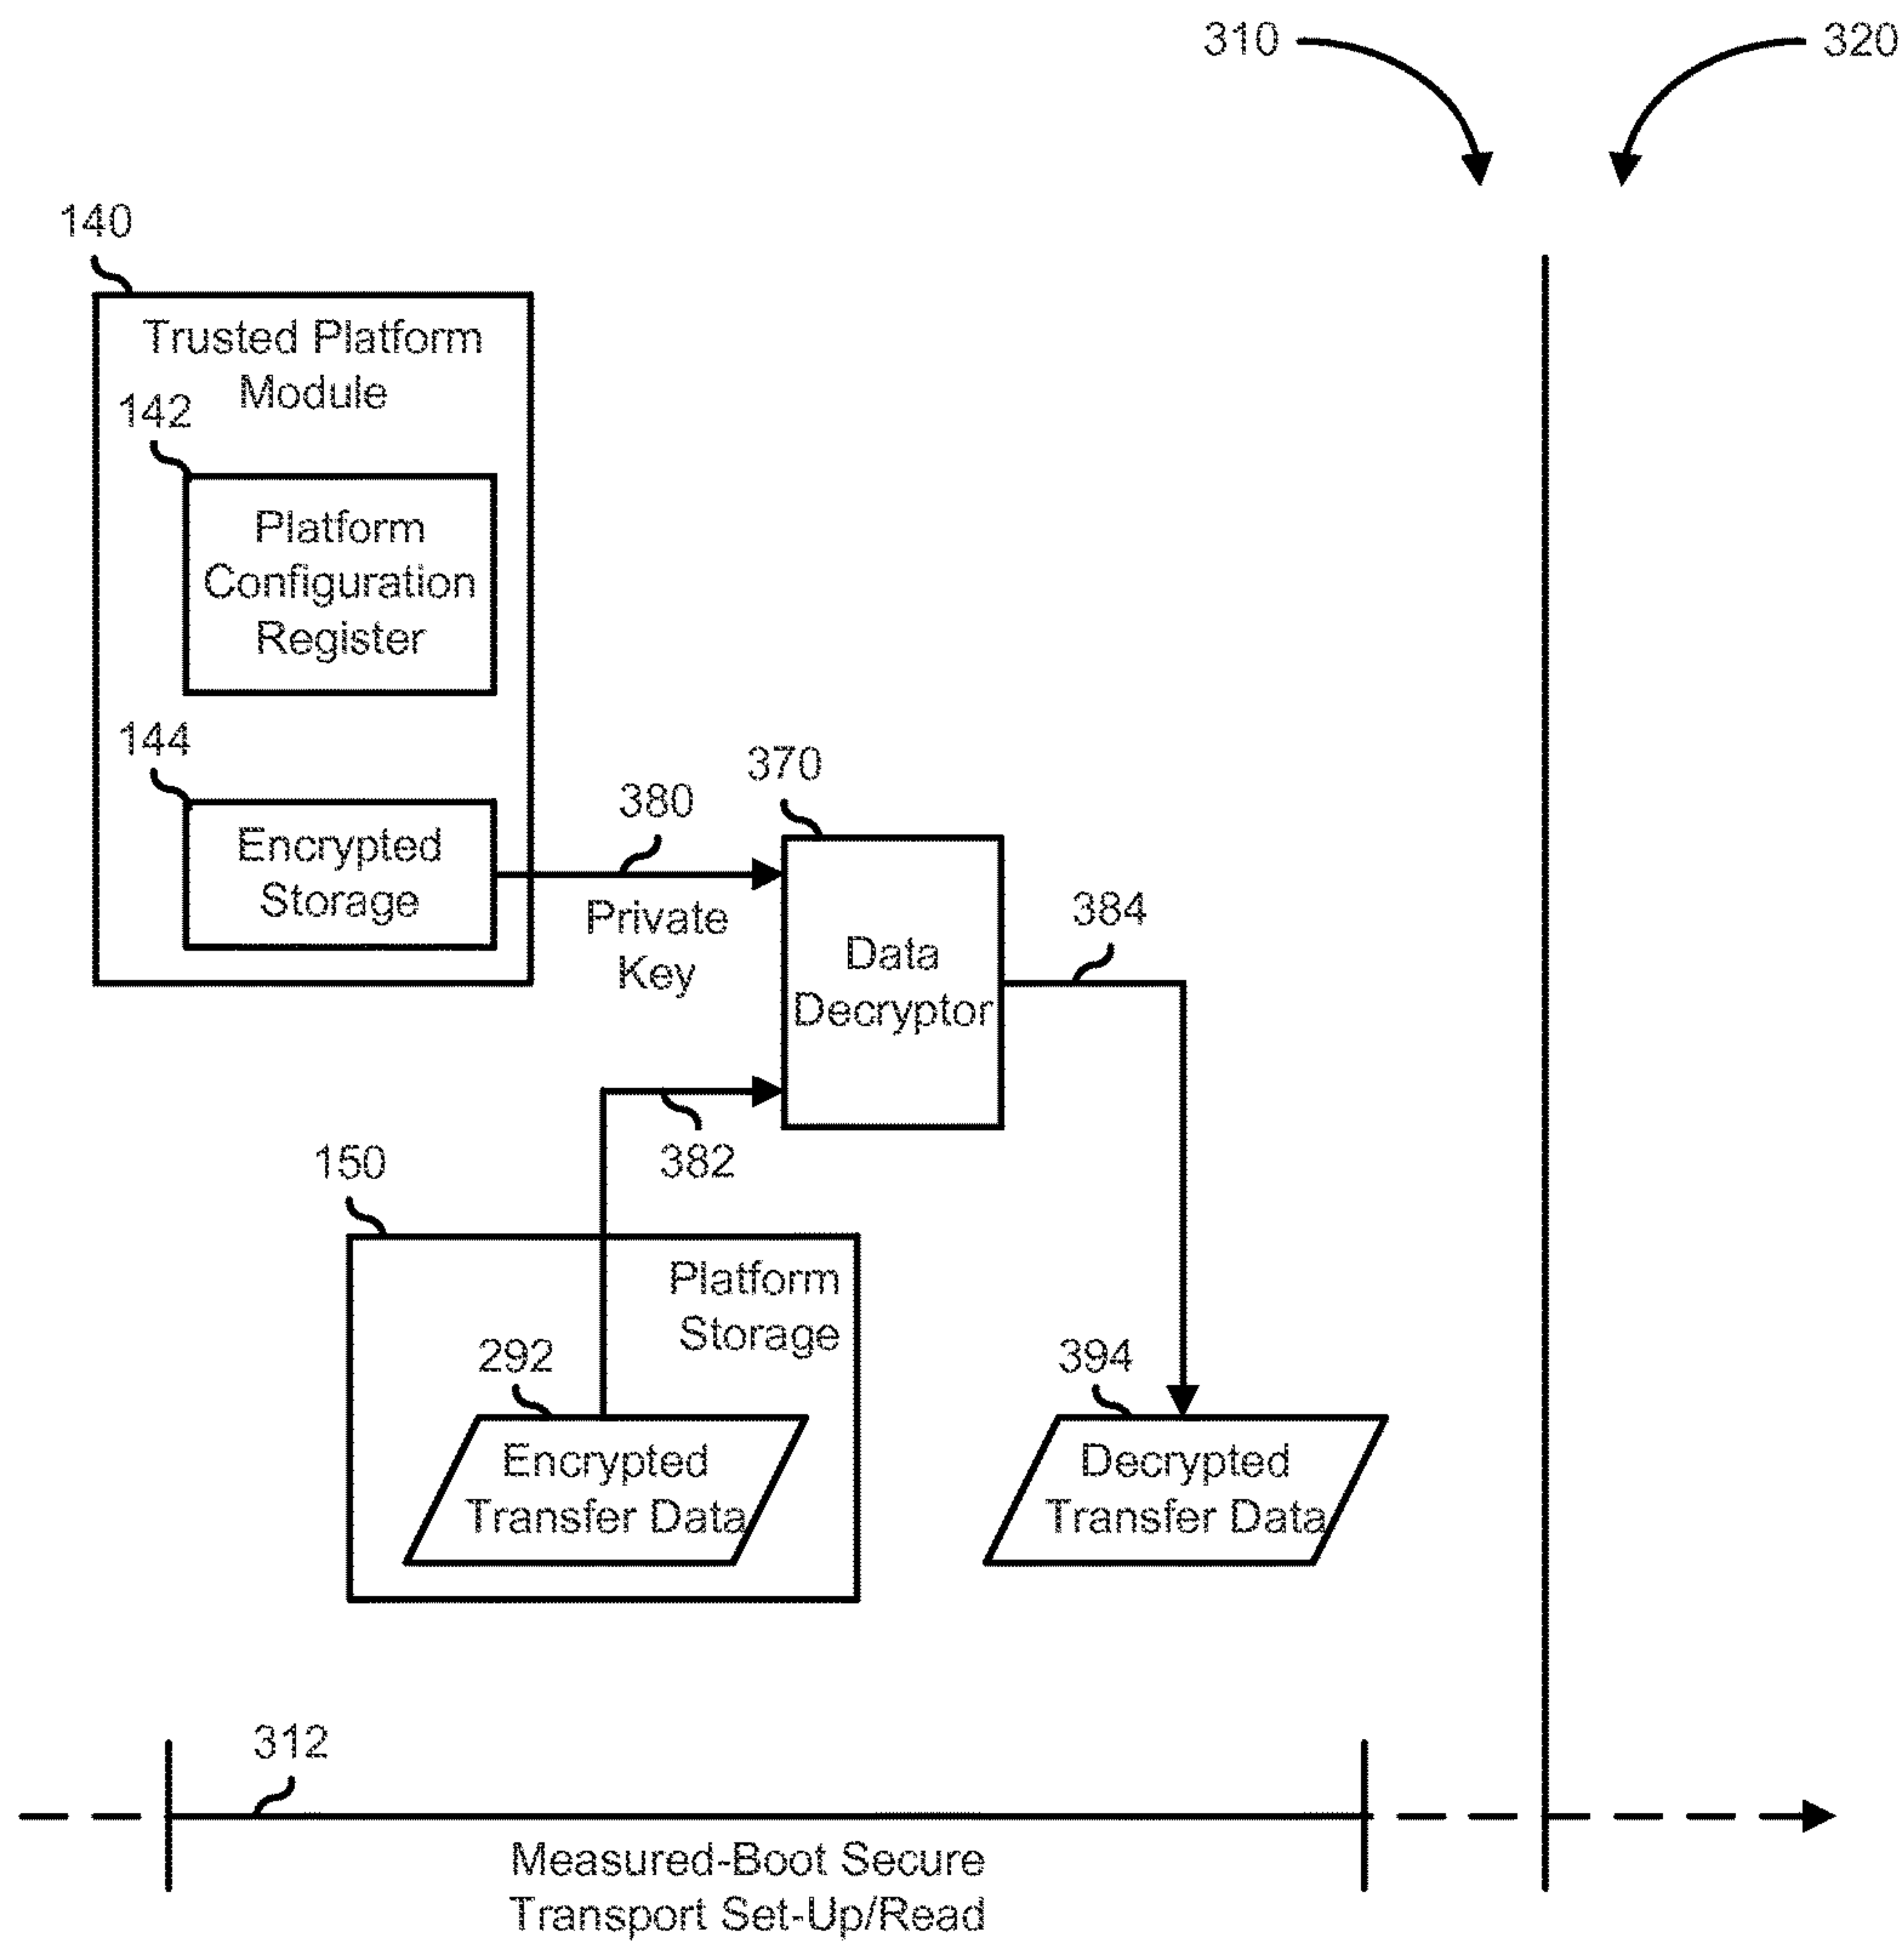 310
320
140
Trusted Platform
Module
142
Platform
Configuration
Register
144
Encrypted
Storage
380
Private
Key
370
Data
Decryptor
384
382
150
Platform
Storage
292
Encrypted
Transfer Data
394
Decrypted
Transfer Data
312
Measured-Boot Secure
Transport Set-Up/Read